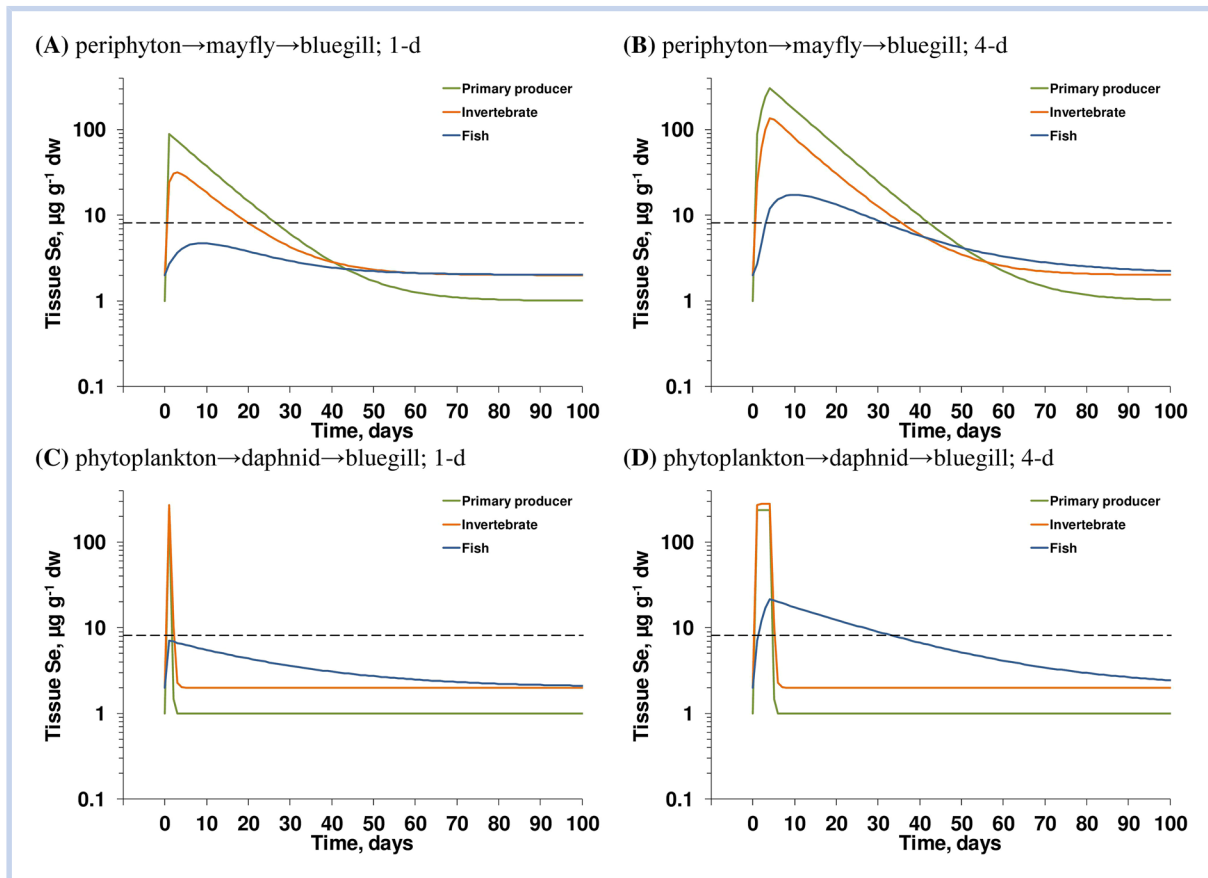 (A) periphyton→mayfly→bluegill; 1-d
Tissue Se, µg g⁻¹ dw
100
10
1
0.1
Primary producer
Invertebrate
Fish
0 10 20 30 40 50 60 70 80 90 100
Time, days
(B) periphyton→mayfly→bluegill; 4-d
Tissue Se, µg g⁻¹ dw
100
10
1
0.1
Primary producer
Invertebrate
Fish
0 10 20 30 40 50 60 70 80 90 100
Time, days
(C) phytoplankton→daphnid→bluegill; 1-d
Tissue Se, µg g⁻¹ dw
100
10
1
0.1
Primary producer
Invertebrate
Fish
0 10 20 30 40 50 60 70 80 90 100
Time, days
(D) phytoplankton→daphnid→bluegill; 4-d
Tissue Se, µg g⁻¹ dw
100
10
1
0.1
Primary producer
Invertebrate
Fish
0 10 20 30 40 50 60 70 80 90 100
Time, days